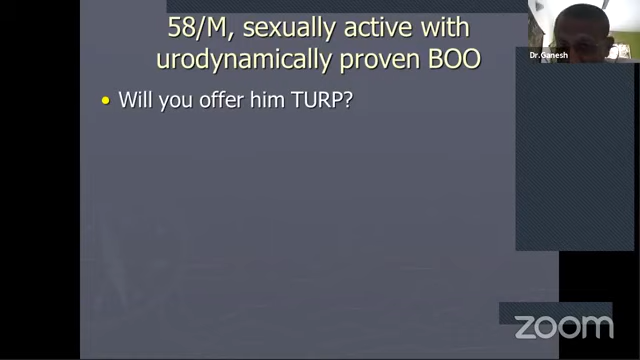 58/M, sexually active with
urodynamically proven BOO
Dr.Ganesh
• Will you offer him TURP?
zoom